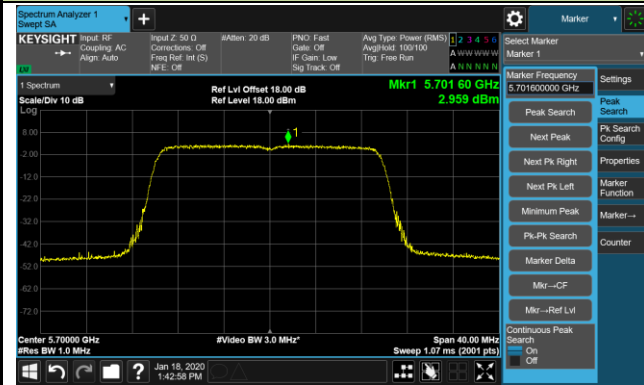 Spectrum Analyzer 1
Swept SA
Marker
KEYSIGHT
Input: RF
Coupling: AC
Align: Auto
Input Z: 50 Ω
Corrections: Off
Freq Ref: Int (S)
NFE: Off
#Atten: 20 dB
PNO: Fast
Gate: Off
IF Gain: Low
Sig Track: Off
Avg Type: Power (RMS)
Avg|Hold: 100/100
Trig: Free Run
1 2 3 4 5 6
A W W W W W
A N N N N N
LXI
Select Marker
Marker 1
1 Spectrum
Scale/Div 10 dB
Log
Ref Lvl Offset 18.00 dB
Ref Level 18.00 dBm
Mkr1 5.701 60 GHz
2.959 dBm
1
8.00
-2.00
-12.0
-22.0
-32.0
-42.0
-52.0
-62.0
-72.0
Center 5.70000 GHz
#Res BW 1.0 MHz
#Video BW 3.0 MHz*
Span 40.00 MHz
Sweep 1.07 ms (2001 pts)
Marker Frequency
5.701600000 GHz
Peak Search
Next Peak
Next Pk Right
Next Pk Left
Minimum Peak
Pk-Pk Search
Marker Delta
Mkr→CF
Mkr→Ref Lvl
Continuous Peak
Search
On
Off
Settings
Peak
Search
Pk Search
Config
Properties
Marker
Function
Marker→
Counter
Jan 18, 2020
1:42:58 PM